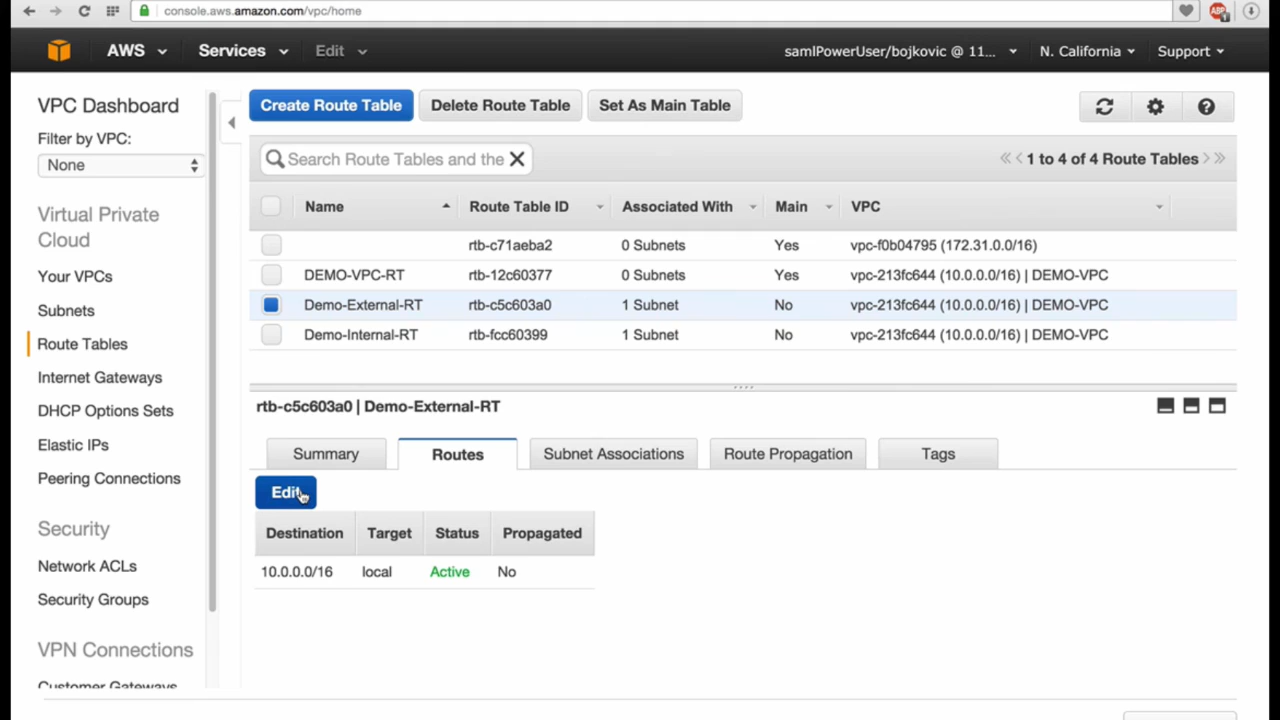 console.aws.amazon.com/vpc/home
ABP
1
AWS Services Edit samlPowerUser/bojkovic @ 11... N. California Support
VPC Dashboard
Filter by VPC:
None
Virtual Private
Cloud
Your VPCs
Subnets
Route Tables
Internet Gateways
DHCP Options Sets
Elastic IPs
Peering Connections
Security
Network ACLs
Security Groups
VPN Connections
Customer Gateways
Create Route Table Delete Route Table Set As Main Table
Search Route Tables and the
1 to 4 of 4 Route Tables
Name Route Table ID Associated With Main VPC
rtb-c71aeba2 0 Subnets Yes vpc-f0b04795 (172.31.0.0/16)
DEMO-VPC-RT rtb-12c60377 0 Subnets Yes vpc-213fc644 (10.0.0.0/16) | DEMO-VPC
Demo-External-RT rtb-c5c603a0 1 Subnet No vpc-213fc644 (10.0.0.0/16) | DEMO-VPC
Demo-Internal-RT rtb-fcc60399 1 Subnet No vpc-213fc644 (10.0.0.0/16) | DEMO-VPC
rtb-c5c603a0 | Demo-External-RT
Summary Routes Subnet Associations Route Propagation Tags
Edit
Destination Target Status Propagated
10.0.0.0/16 local Active No